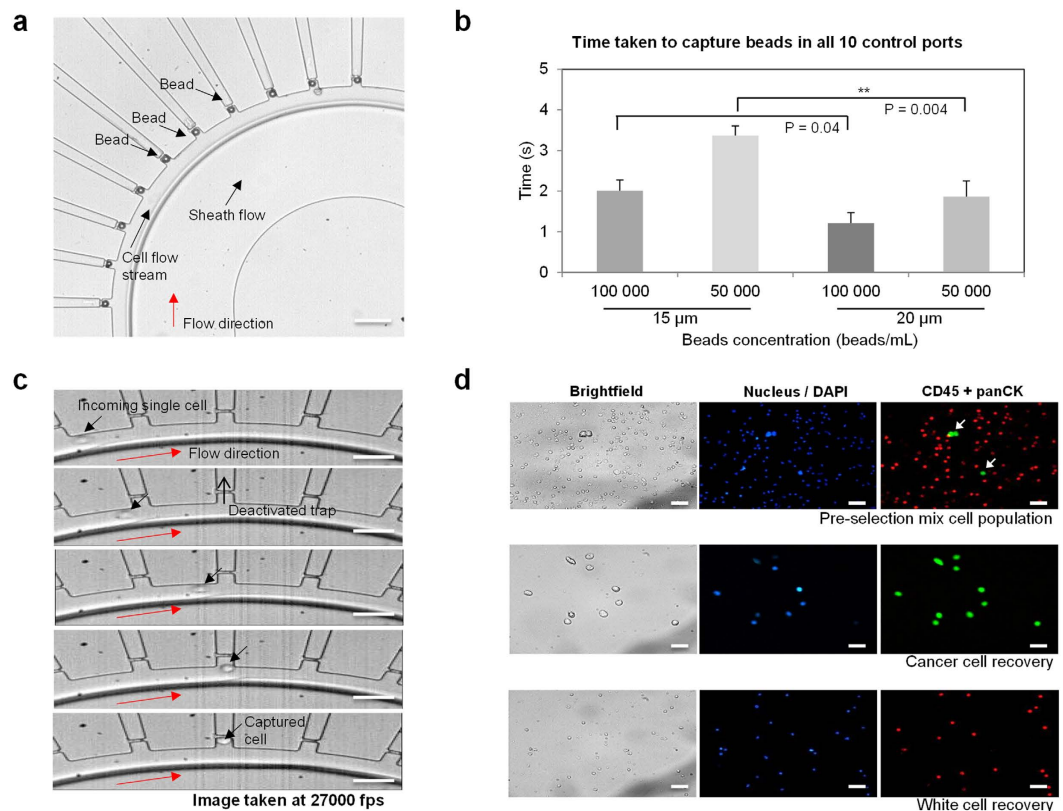 a
Bead
Bead
Bead
Sheath flow
Cell flow
stream
Flow direction
b
Time taken to capture beads in all 10 control ports
Time (s)
5
4
3
2
1
0
**
P = 0.004
P = 0.04
100 000
50 000
100 000
50 000
15 µm
20 µm
Beads concentration (beads/mL)
c
Incoming single cell
Flow direction
Deactivated trap
Captured
cell
Image taken at 27000 fps
d
Brightfield
Nucleus / DAPI
CD45 + panCK
Pre-selection mix cell population
Cancer cell recovery
White cell recovery